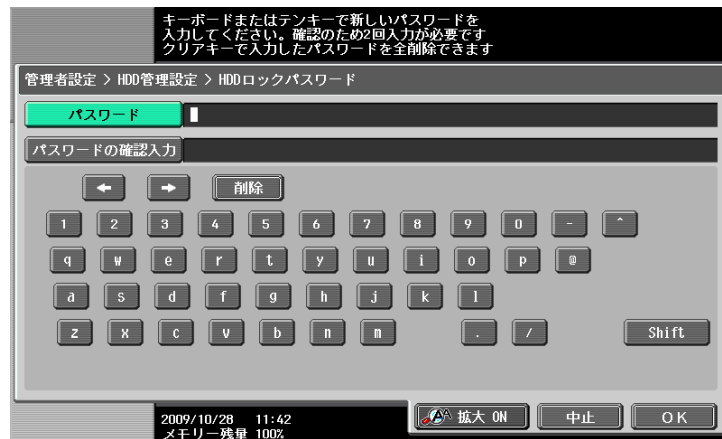 キーボードまたはテンキーで新しいパスワードを
入力してください。確認のため2回入力が必要です
クリアキーで入力したパスワードを全削除できます
管理者設定 > HDD管理設定 > HDDロックパスワード
パスワード
パスワードの確認入力
← → 削除
1 2 3 4 5 6 7 8 9 0 - ^
q w e r t y u i o p @
a s d f g h j k l
z x c v b n m . / Shift
拡大 ON 中止 OK
2009/10/28 11:42
メモリー残量 100%